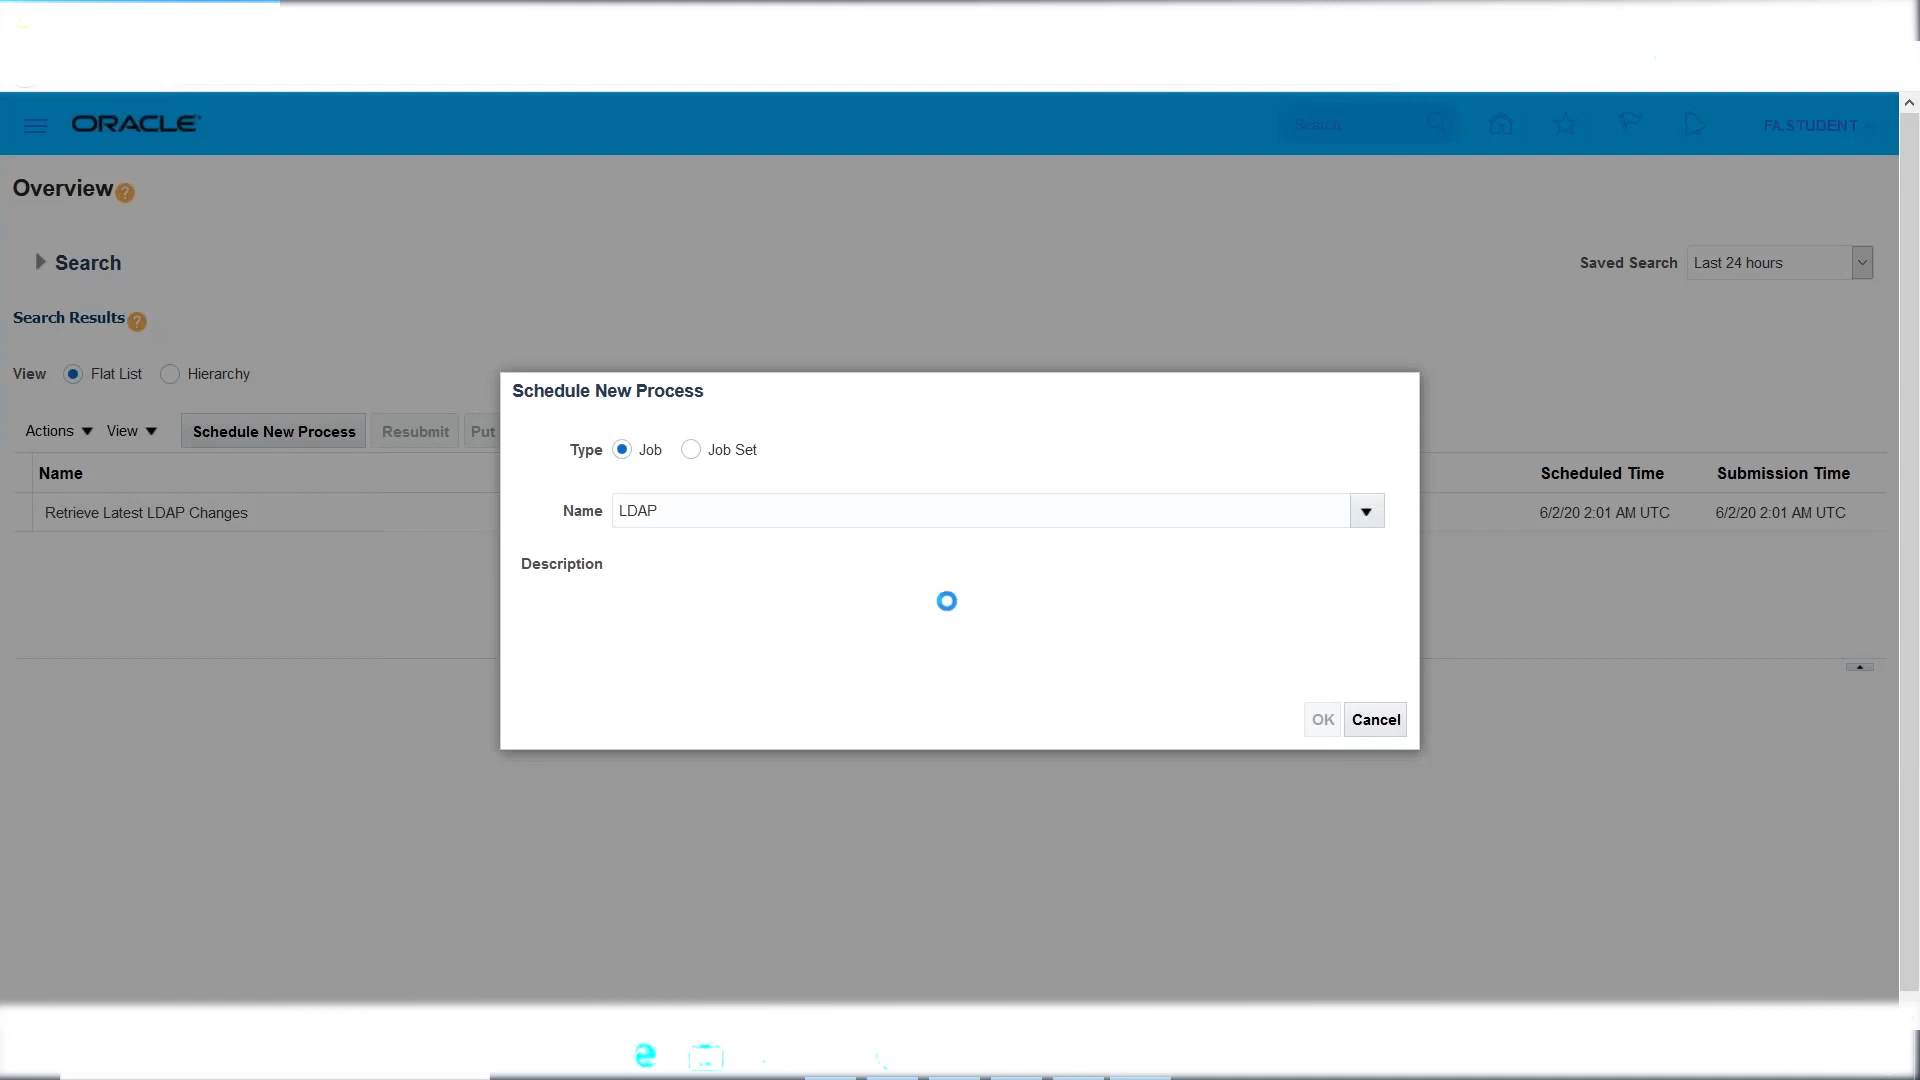 ORACLE
Search
FA.STUDENT
Overview
Search
Saved Search Last 24 hours
Search Results
View Flat List Hierarchy
Actions View Schedule New Process Resubmit Put
Name Scheduled Time Submission Time
Retrieve Latest LDAP Changes 6/2/20 2:01 AM UTC 6/2/20 2:01 AM UTC
Schedule New Process
Type Job Job Set
Name LDAP
Description
OK Cancel